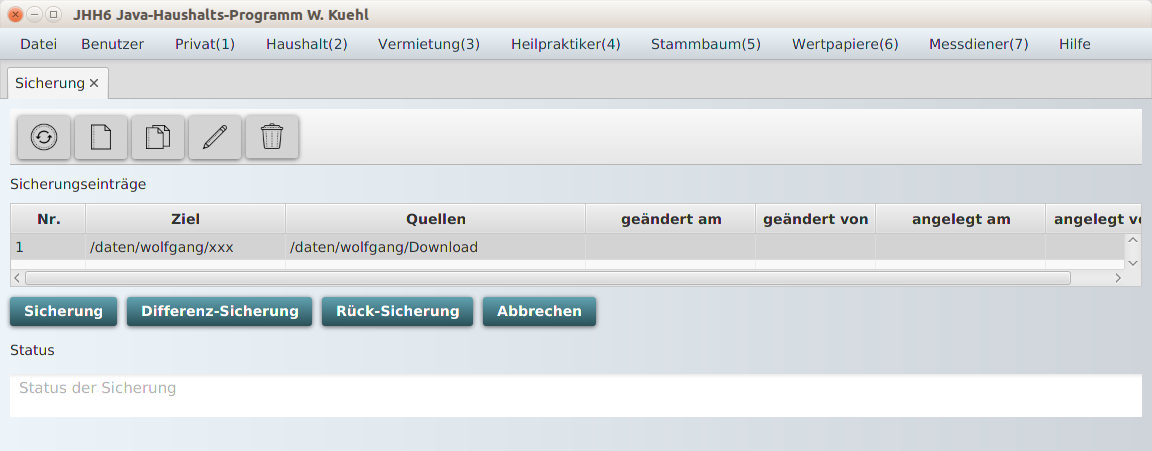 JHH6 Java-Haushalts-Programm W. Kuehl
Datei Benutzer Privat(1) Haushalt(2) Vermietung(3) Heilpraktiker(4) Stammbaum(5) Wertpapiere(6) Messdiener(7) Hilfe
Sicherung
Sicherungseinträge
Nr. Ziel Quellen geändert am geändert von angelegt am angelegt
1 /daten/wolfgang/xxx /daten/wolfgang/Download
Sicherung Differenz-Sicherung Rück-Sicherung Abbrechen
Status
Status der Sicherung